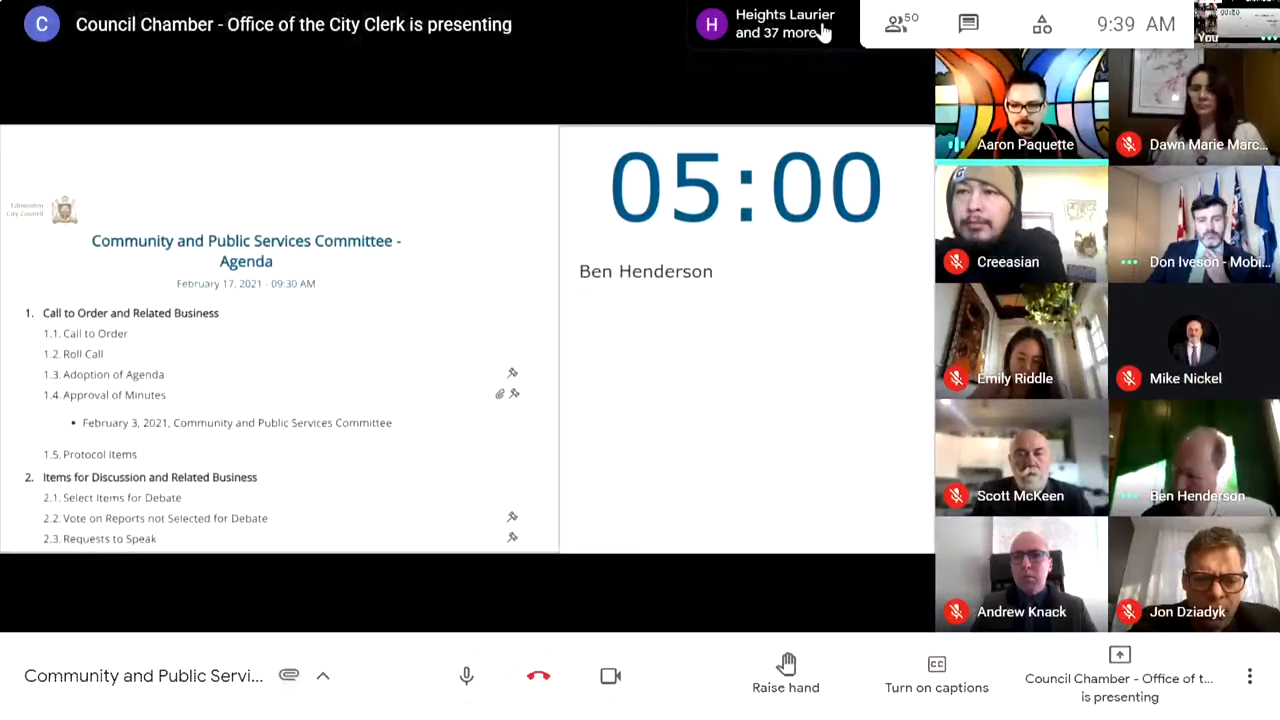 C
Council Chamber - Office of the City Clerk is presenting
H
Heights Laurier
and 37 more
50
9:39 AM
You
Edmonton
City Council
Community and Public Services Committee -
Agenda
February 17, 2021 - 09:30 AM
1. Call to Order and Related Business
1.1. Call to Order
1.2. Roll Call
1.3. Adoption of Agenda
1.4. Approval of Minutes
• February 3, 2021, Community and Public Services Committee
1.5. Protocol Items
2. Items for Discussion and Related Business
2.1. Select Items for Debate
2.2. Vote on Reports not Selected for Debate
2.3. Requests to Speak
05:00
Ben Henderson
Aaron Paquette
Dawn Marie Marc...
Creeasian
Don Iveson - Mobi...
Emily Riddle
Mike Nickel
Scott McKeen
Ben Henderson
Andrew Knack
Jon Dziadyk
Community and Public Servi...
Raise hand
CC
Turn on captions
Council Chamber - Office of t...
is presenting